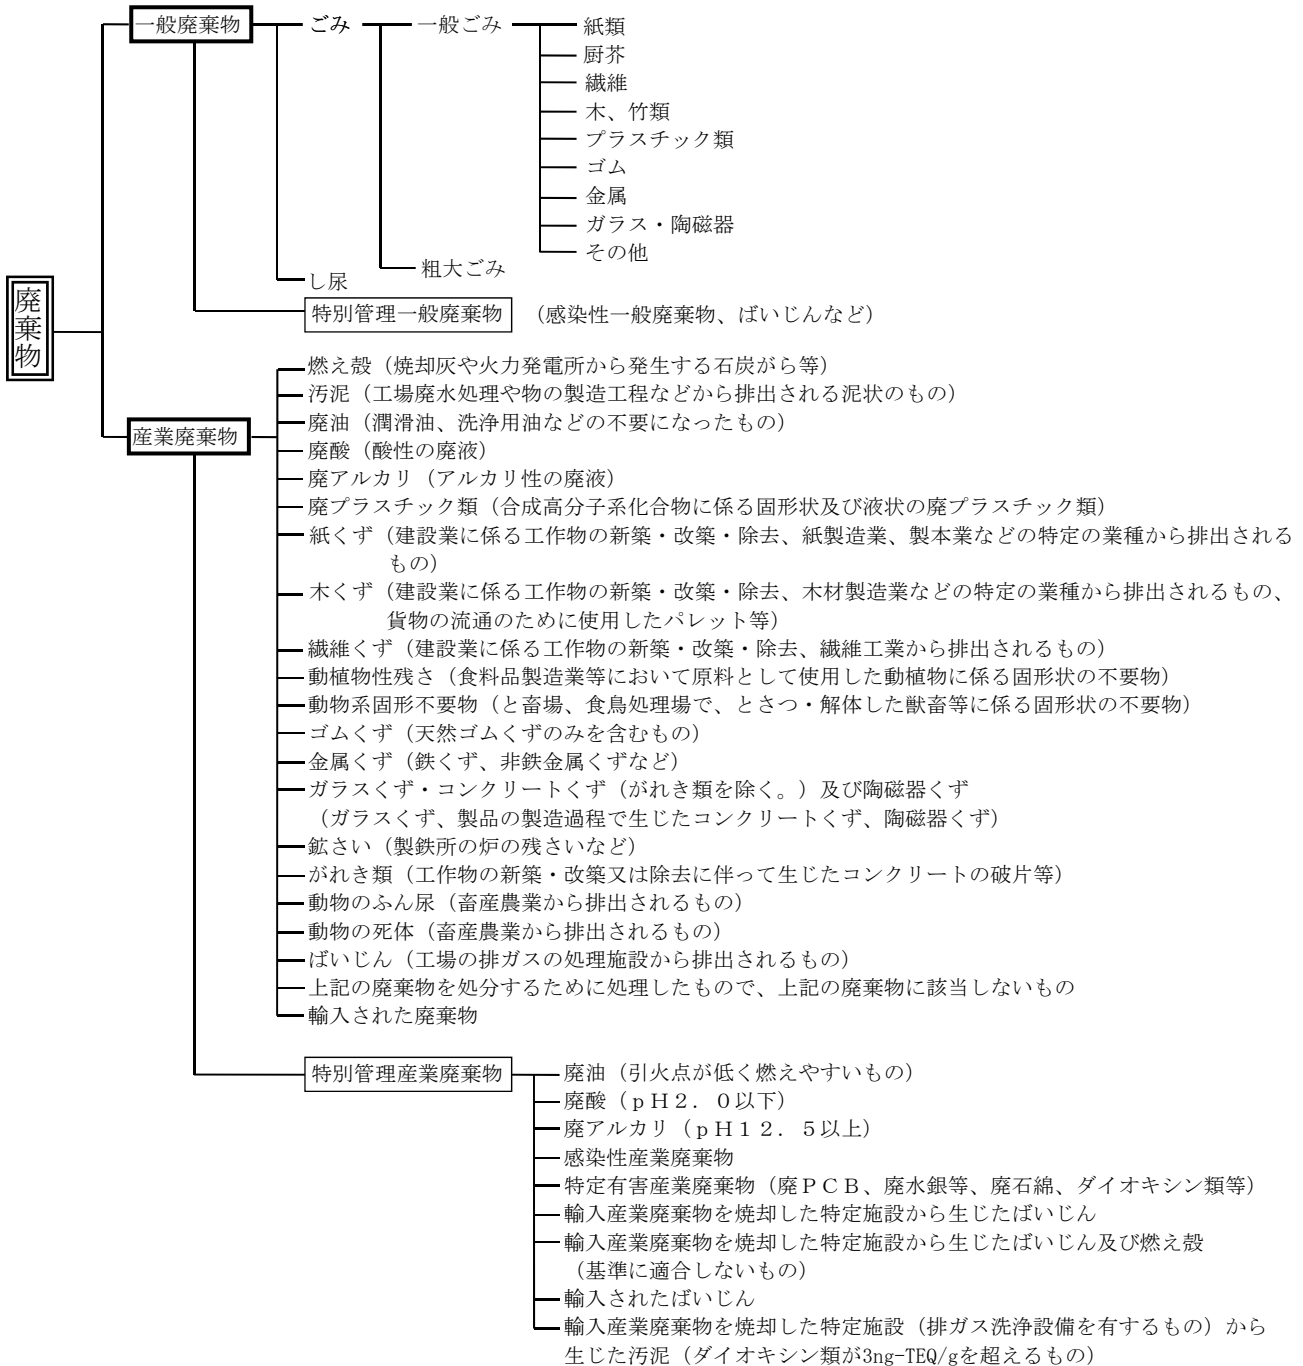 一般廃棄物 ごみ 一般ごみ 紙類
厨芥
繊維
木、竹類
プラスチック類
ゴム
金属
ガラス・陶磁器
その他
粗大ごみ
し尿
特別管理一般廃棄物 （感染性一般廃棄物、ばいじんなど）
廃棄物
燃え殻（焼却灰や火力発電所から発生する石炭がら等）
汚泥（工場廃水処理や物の製造工程などから排出される泥状のもの）
廃油（潤滑油、洗浄用油などの不要になったもの）
産業廃棄物
廃酸（酸性の廃液）
廃アルカリ（アルカリ性の廃液）
廃プラスチック類（合成高分子系化合物に係る固形状及び液状の廃プラスチック類）
紙くず（建設業に係る工作物の新築・改築・除去、紙製造業、製本業などの特定の業種から排出される
もの）
木くず（建設業に係る工作物の新築・改築・除去、木材製造業などの特定の業種から排出されるもの、
貨物の流通のために使用したパレット等）
繊維くず（建設業に係る工作物の新築・改築・除去、繊維工業から排出されるもの）
動植物性残さ（食料品製造業等において原料として使用した動植物に係る固形状の不要物）
動物系固形不要物（と畜場、食鳥処理場で、とさつ・解体した獣畜等に係る固形状の不要物）
ゴムくず（天然ゴムくずのみを含むもの）
金属くず（鉄くず、非鉄金属くずなど）
ガラスくず・コンクリートくず（がれき類を除く。）及び陶磁器くず
（ガラスくず、製品の製造過程で生じたコンクリートくず、陶磁器くず）
鉱さい（製鉄所の炉の残さいなど）
がれき類（工作物の新築・改築又は除去に伴って生じたコンクリートの破片等）
動物のふん尿（畜産農業から排出されるもの）
動物の死体（畜産農業から排出されるもの）
ばいじん（工場の排ガスの処理施設から排出されるもの）
上記の廃棄物を処分するために処理したもので、上記の廃棄物に該当しないもの
輸入された廃棄物
特別管理産業廃棄物 廃油（引火点が低く燃えやすいもの）
廃酸（ｐＨ２．０以下）
廃アルカリ（ｐＨ１２．５以上）
感染性産業廃棄物
特定有害産業廃棄物（廃ＰＣＢ、廃水銀等、廃石綿、ダイオキシン類等）
輸入産業廃棄物を焼却した特定施設から生じたばいじん
輸入産業廃棄物を焼却した特定施設から生じたばいじん及び燃え殻
（基準に適合しないもの）
輸入されたばいじん
輸入産業廃棄物を焼却した特定施設（排ガス洗浄設備を有するもの）から
生じた汚泥（ダイオキシン類が3ng-TEQ/gを超えるもの）